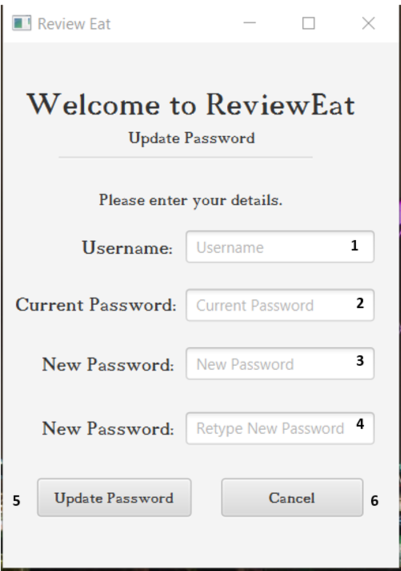 Review Eat
Welcome to ReviewEat
Update Password
Please enter your details.
Username: Username 1
Current Password: Current Password 2
New Password: New Password 3
New Password: Retype New Password 4
5 Update Password Cancel 6